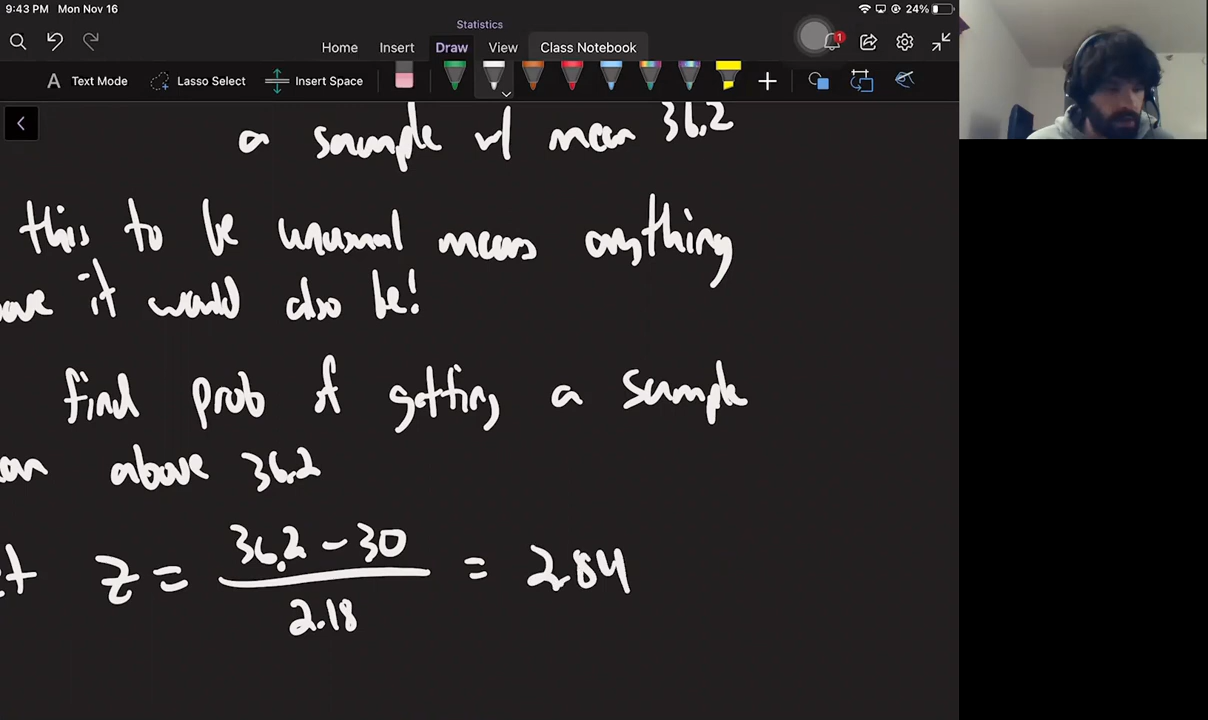 9:43 PM Mon Nov 16
24%
Statistics
Home Insert Draw View Class Notebook
1
Text Mode Lasso Select Insert Space
a sample w/ mean 36.2
this to be unusual means anything
it would also be!
find prob of getting a sample
above 36.2
z = 36.2 - 30 / 2.18 = 2.84